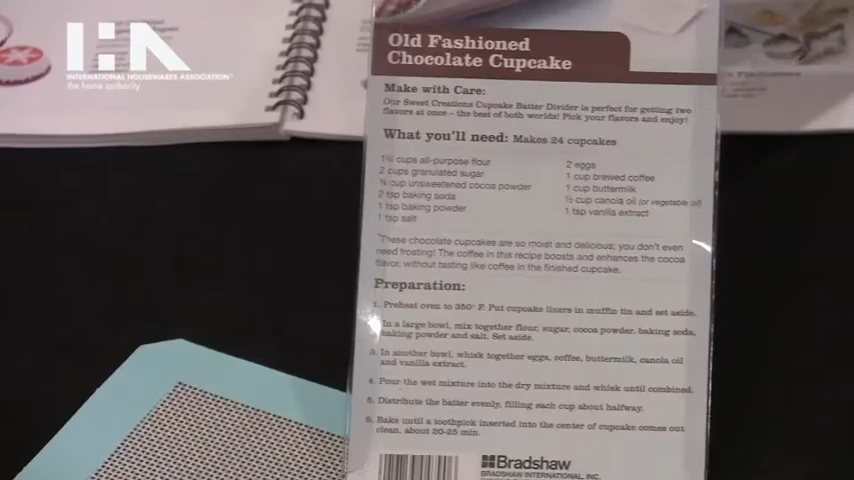 IHA
INTERNATIONAL HOUSEWARES ASSOCIATION
the home authority
Old Fashioned
Chocolate Cupcake
Make with Care:
Our Sweet Creations Cupcake Batter Divider is perfect for getting two
flavors at once – the best of both worlds! Pick your flavors and enjoy!
What you'll need: Makes 24 cupcakes
1¾ cups all-purpose flour
2 cups granulated sugar
¾ cup unsweetened cocoa powder
2 tsp baking soda
1 tsp baking powder
1 tsp salt
2 eggs
1 cup brewed coffee
1 cup buttermilk
½ cup canola oil (or vegetable oil)
1 tsp vanilla extract
*These chocolate cupcakes are so moist and delicious; you don't even
need frosting! The coffee in this recipe boosts and enhances the cocoa
flavor, without tasting like coffee in the finished cupcake.
Preparation:
1. Preheat oven to 350° F. Put cupcake liners in muffin tin and set aside.
In a large bowl, mix together flour, sugar, cocoa powder, baking soda,
baking powder and salt. Set aside.
3. In another bowl, whisk together eggs, coffee, buttermilk, canola oil
and vanilla extract.
4. Pour the wet mixture into the dry mixture and whisk until combined.
5. Distribute the batter evenly, filling each cup about halfway.
6. Bake until a toothpick inserted into the center of cupcake comes out
clean, about 20-25 min.
Bradshaw
BRADSHAW INTERNATIONAL, INC.